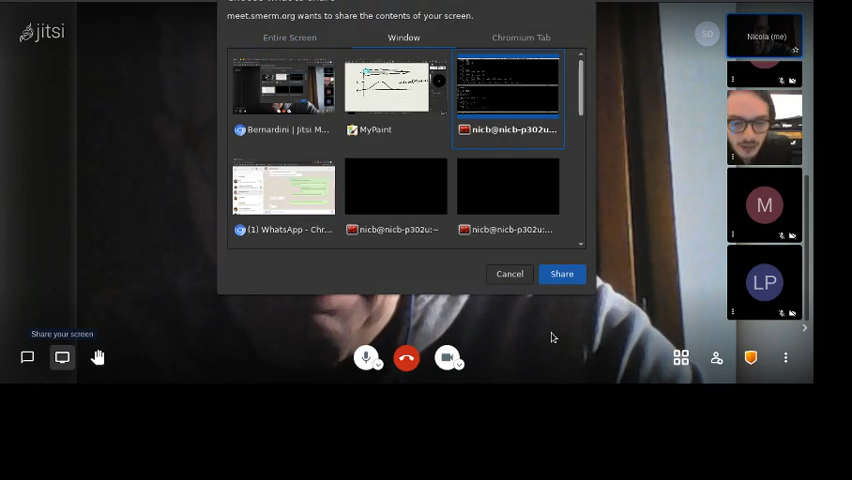 jitsi
meet.smerm.org wants to share the contents of your screen.
Entire Screen
Window
Chromium Tab
Bernardini | Jitsi M...
MyPaint
nicb@nicb-p302u...
(1) WhatsApp - Chr...
nicb@nicb-p302u:~
nicb@nicb-p302u:...
Cancel
Share
SD
Nicola (me)
M
LP
Share your screen